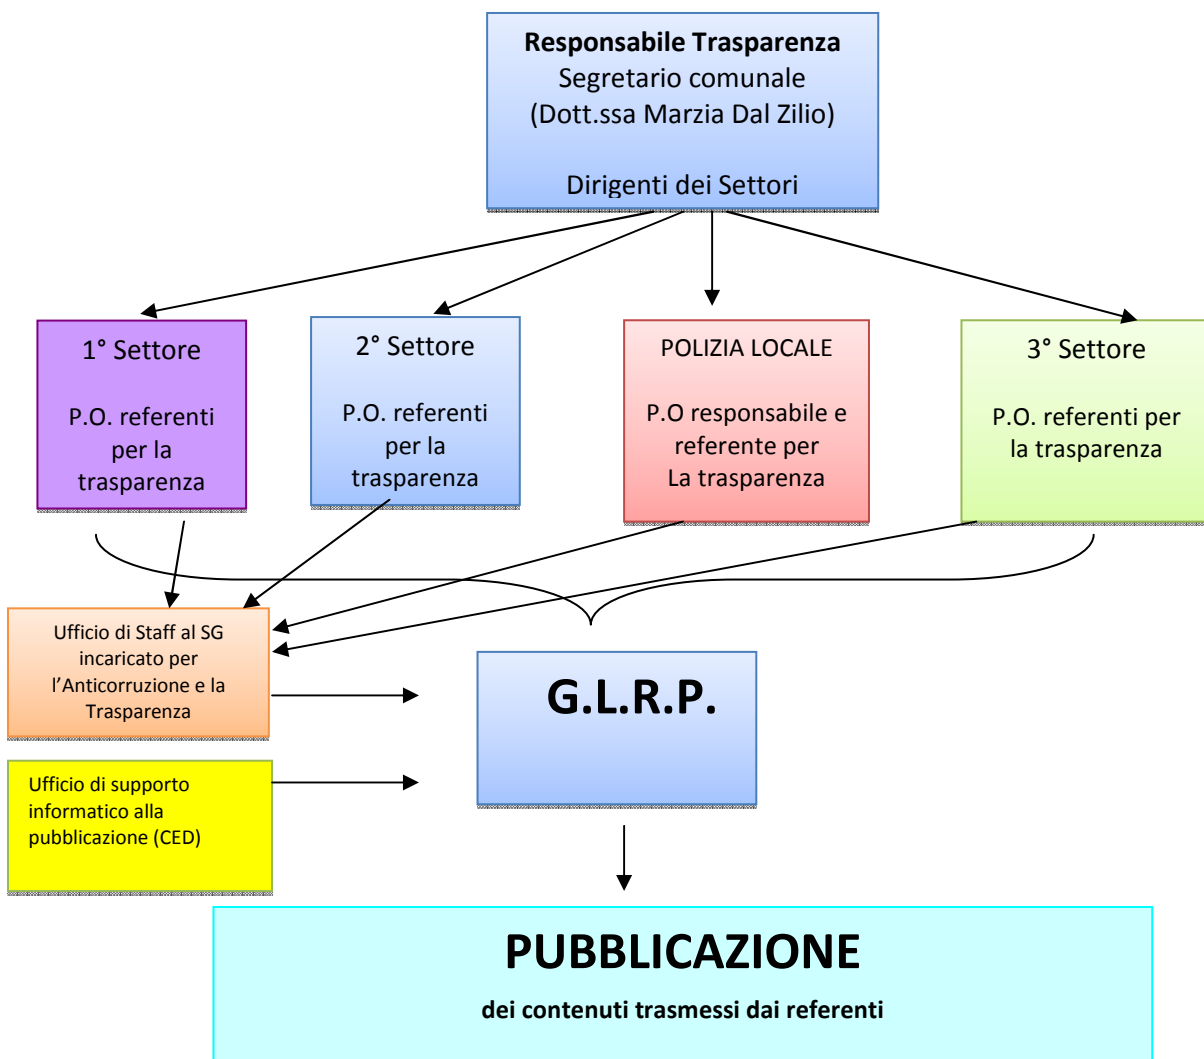 Responsabile Trasparenza
Segretario comunale
(Dott.ssa Marzia Dal Zilio)
Dirigenti dei Settori
1° Settore
P.O. referenti
per la
trasparenza
2° Settore
P.O. referenti
per la
trasparenza
POLIZIA LOCALE
P.O responsabile e
referente per
La trasparenza
3° Settore
P.O. referenti per
la trasparenza
Ufficio di Staff al SG
incaricato per
l’Anticorruzione e la
Trasparenza
G.L.R.P.
Ufficio di supporto
informatico alla
pubblicazione (CED)
PUBBLICAZIONE
dei contenuti trasmessi dai referenti